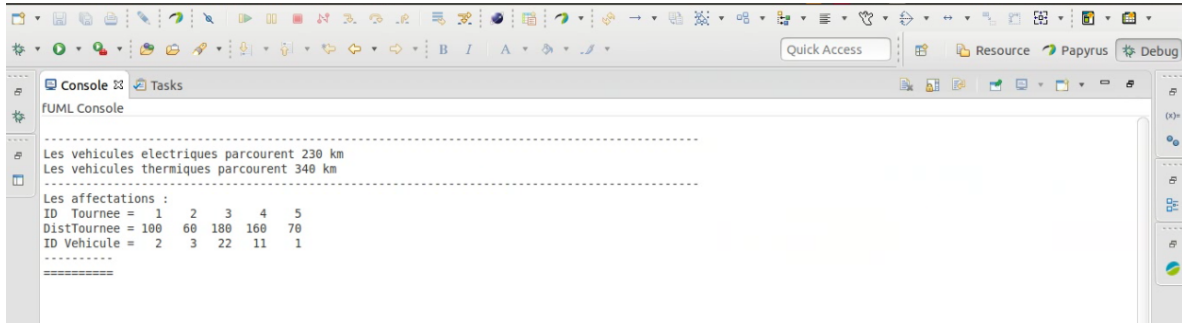 B I A
Quick Access Resource Papyrus Debug
Console Tasks
fUML Console
------------------------------------------------------------------------------------------
Les vehicules electriques parcourent 230 km
Les vehicules thermiques parcourent 340 km
------------------------------------------------------------------------------------------
Les affectations :
ID Tournee = 1 2 3 4 5
DistTournee = 100 60 180 160 70
ID Vehicule = 2 3 22 11 1
----------
==========
(x)=